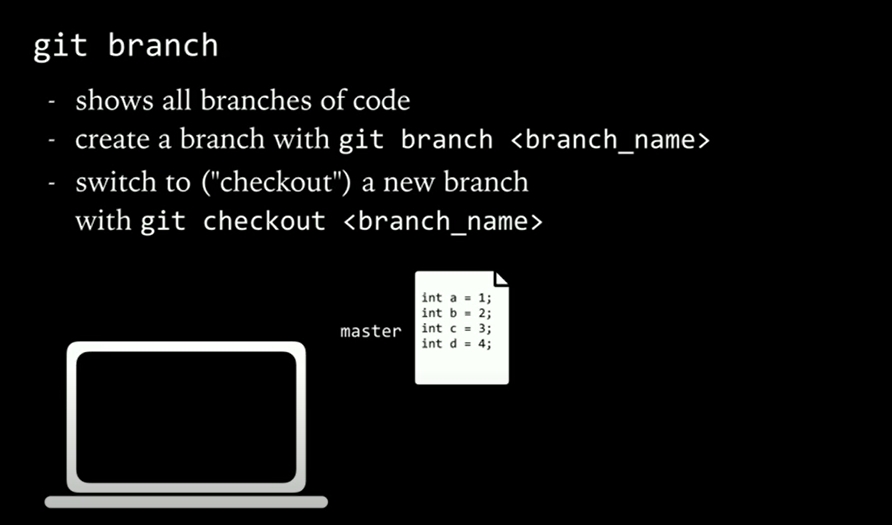 git branch
- shows all branches of code
- create a branch with git branch <branch_name>
- switch to ("checkout") a new branch
with git checkout <branch_name>
int a = 1;
int b = 2;
master
int c = 3;
int d = 4;